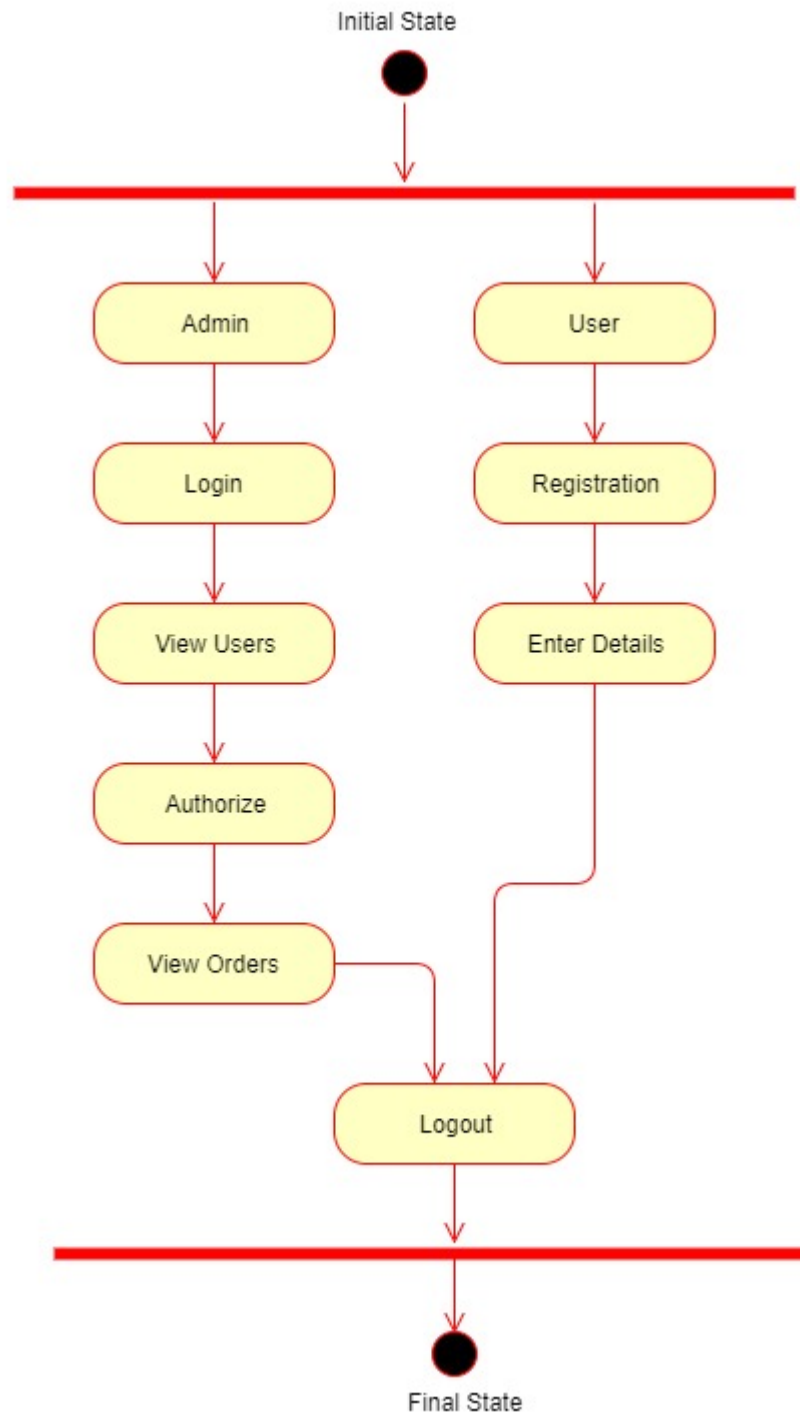 Initial State
Admin
User
Login
Registration
View Users
Enter Details
Authorize
View Orders
Logout
Final State